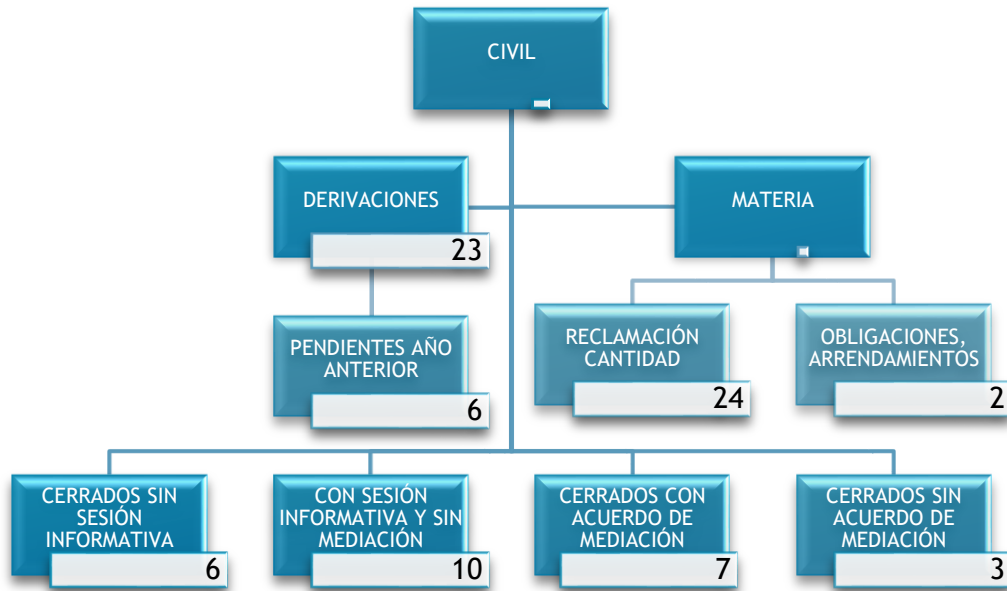 CIVIL
DERIVACIONES
23
MATERIA
PENDIENTES AÑO
ANTERIOR
6
RECLAMACIÓN
CANTIDAD
24
OBLIGACIONES,
ARRENDAMIENTOS
2
CERRADOS SIN
SESIÓN
INFORMATIVA
6
CON SESIÓN
INFORMATIVA Y SIN
MEDIACIÓN
10
CERRADOS CON
ACUERDO DE
MEDIACIÓN
7
CERRADOS SIN
ACUERDO DE
MEDIACIÓN
3